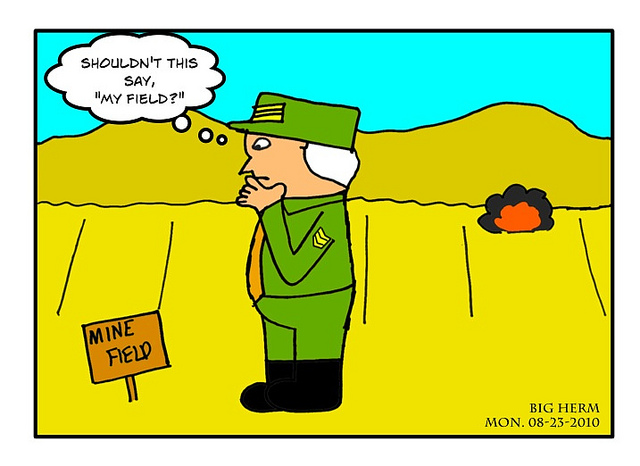 SHOULDN'T THIS
SAY,
"MY FIELD?"
MINE
FIELD
BIG HERM
MON. 08-23-2010